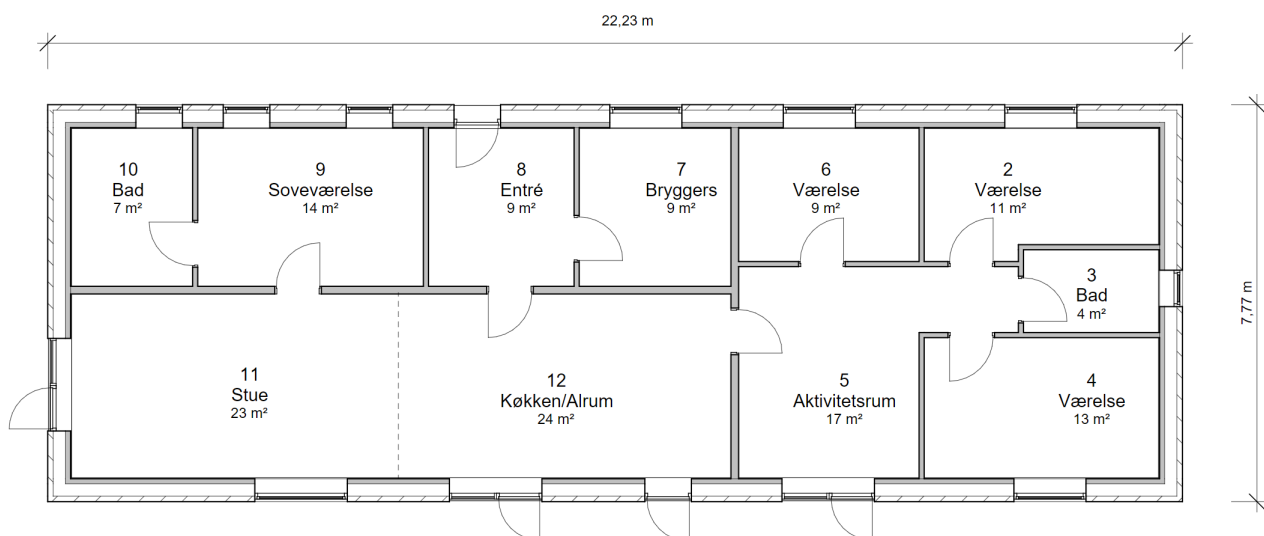 22,23 m
7,77 m
10
Bad
7 m²
9
Soveværelse
14 m²
8
Entré
9 m²
7
Bryggers
9 m²
6
Værelse
9 m²
2
Værelse
11 m²
3
Bad
4 m²
11
Stue
23 m²
12
Køkken/Alrum
24 m²
5
Aktivitetsrum
17 m²
4
Værelse
13 m²